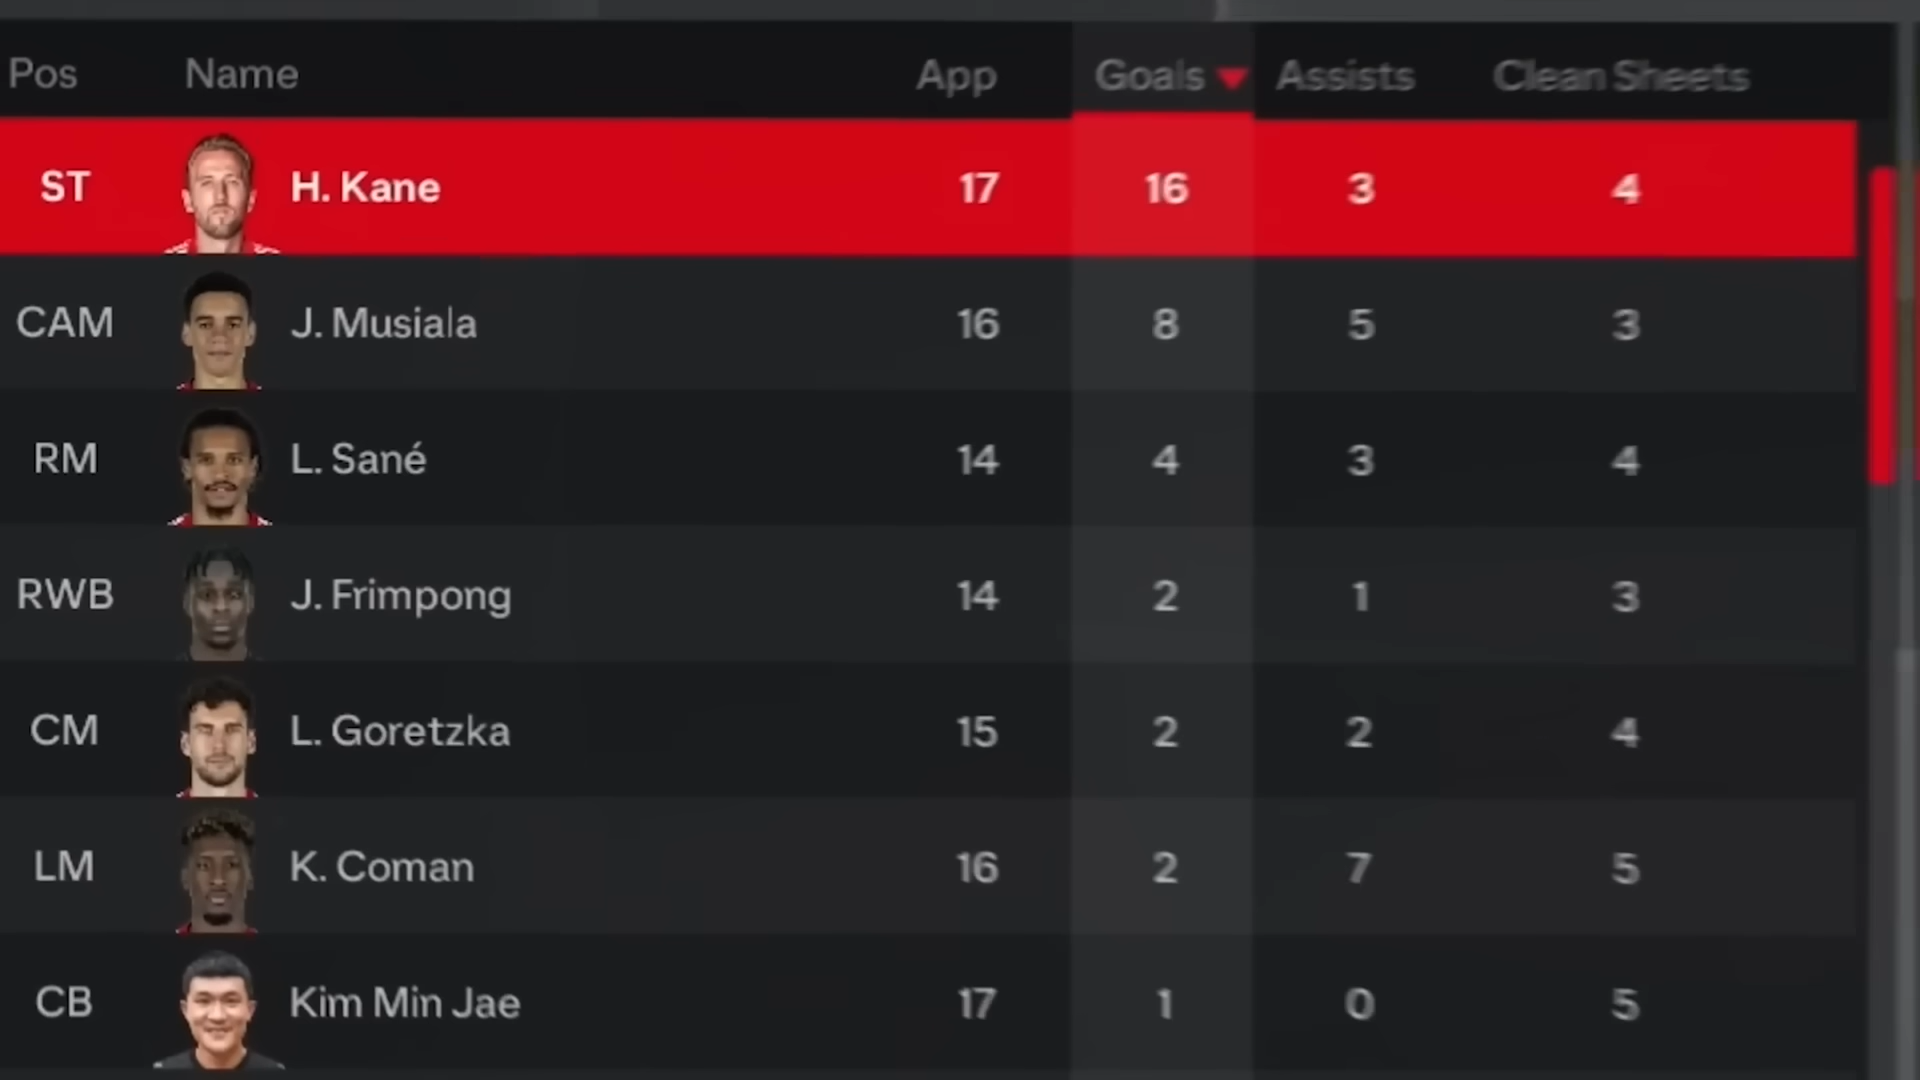 Pos Name App Goals Assists Clean Sheets
ST H. Kane 17 16 3 4
CAM J. Musiala 16 8 5 3
RM L. Sané 14 4 3 4
RWB J. Frimpong 14 2 1 3
CM L. Goretzka 15 2 2 4
LM K. Coman 16 2 7 5
CB Kim Min Jae 17 1 0 5